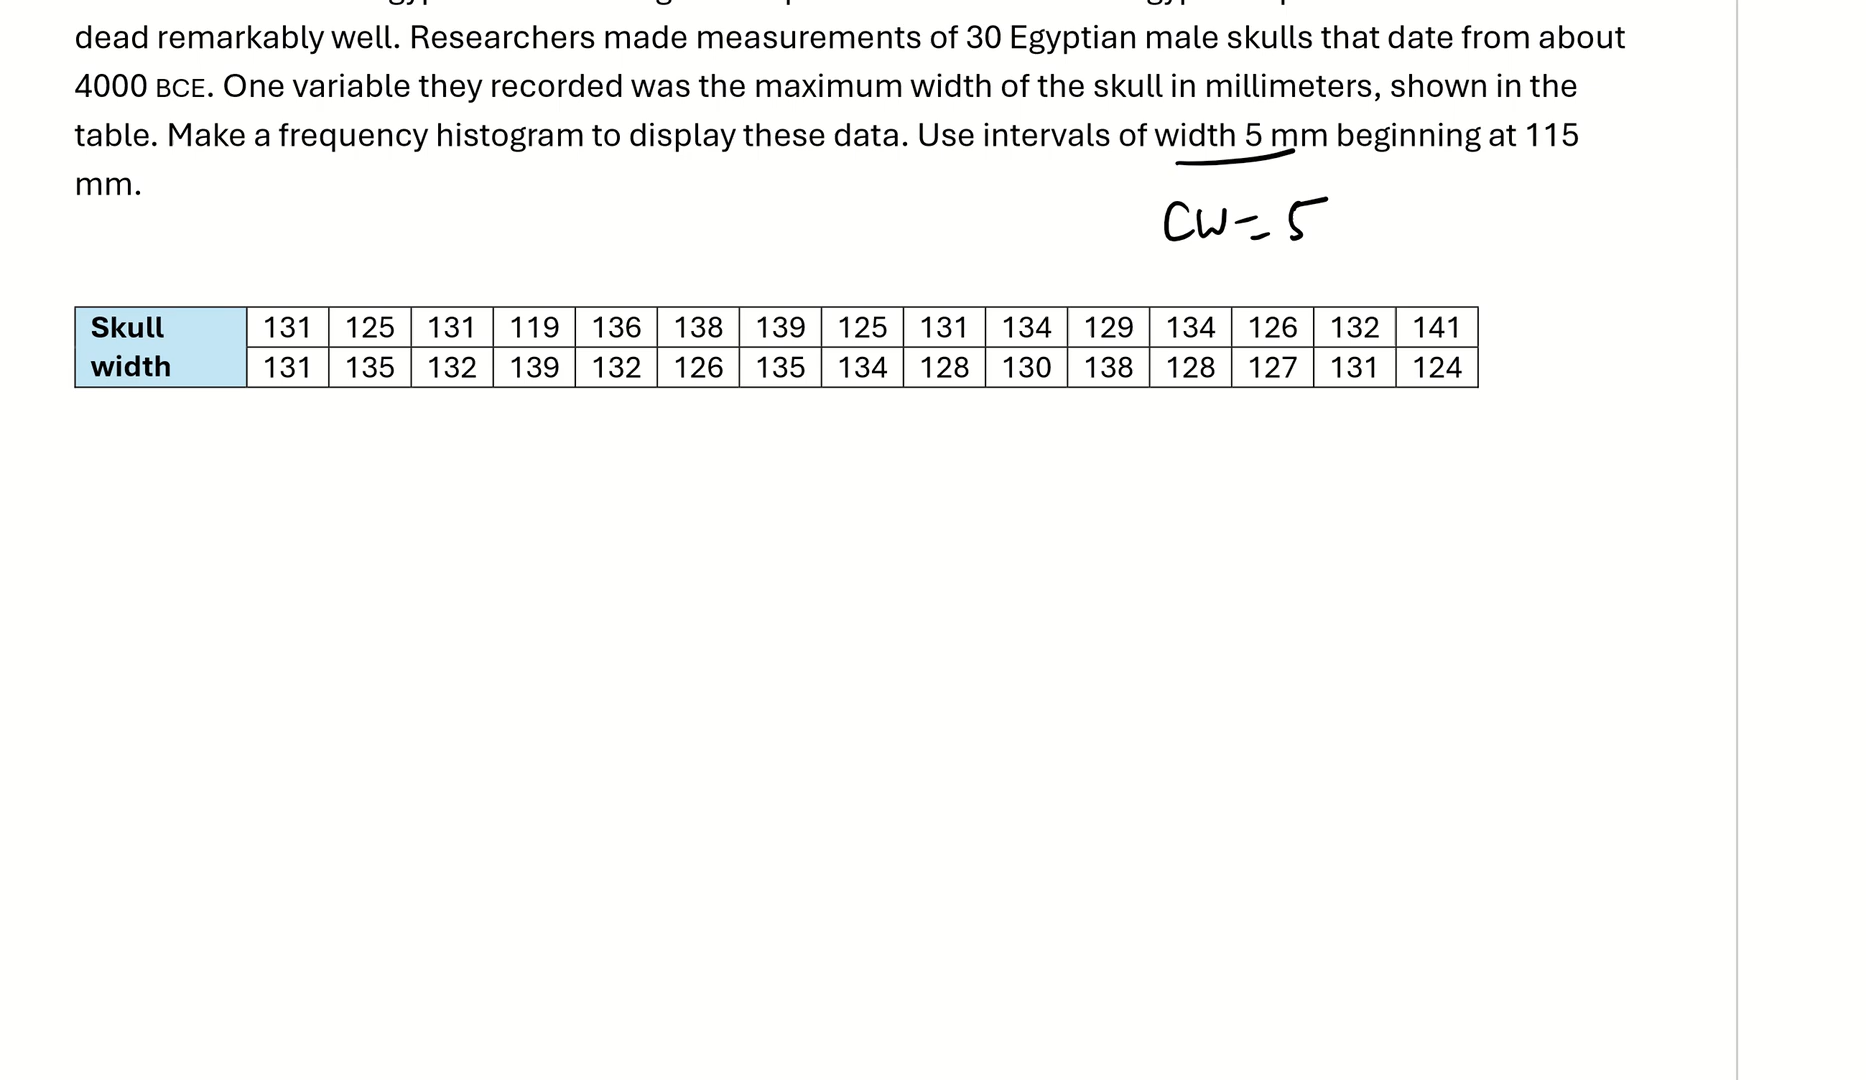 dead remarkably well. Researchers made measurements of 30 Egyptian male skulls that date from about
4000 BCE. One variable they recorded was the maximum width of the skull in millimeters, shown in the
table. Make a frequency histogram to display these data. Use intervals of width 5 mm beginning at 115
mm.
CW = 5
Skull width
131 125 131 119 136 138 139 125 131 134 129 134 126 132 141
131 135 132 139 132 126 135 134 128 130 138 128 127 131 124